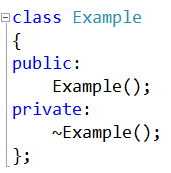 class Example
{
public:
    Example();
private:
    ~Example();
};